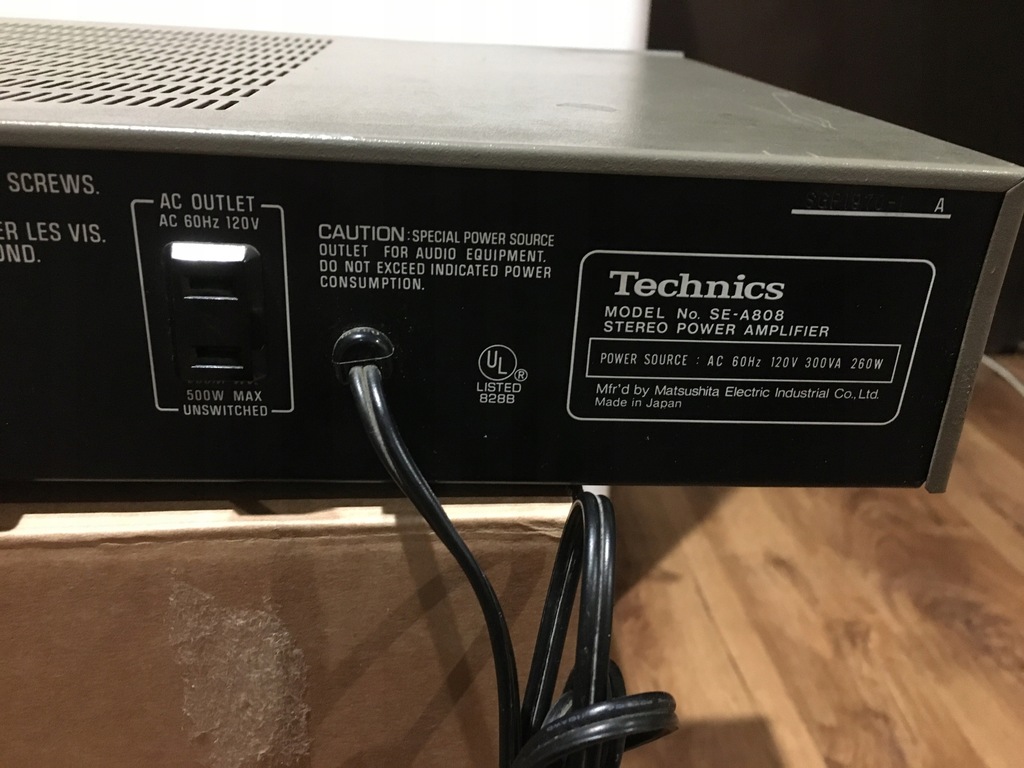 SCREWS.
ER LES VIS.
OND.
AC OUTLET
AC 60Hz 120V
500W MAX
UNSWITCHED
CAUTION: SPECIAL POWER SOURCE
OUTLET FOR AUDIO EQUIPMENT.
DO NOT EXCEED INDICATED POWER
CONSUMPTION.
UL ®
LISTED
828B
A
Technics
MODEL No. SE-A808
STEREO POWER AMPLIFIER
POWER SOURCE : AC 60Hz 120V 300VA 260W
Mfr'd by Matsushita Electric Industrial Co., Ltd.
Made in Japan